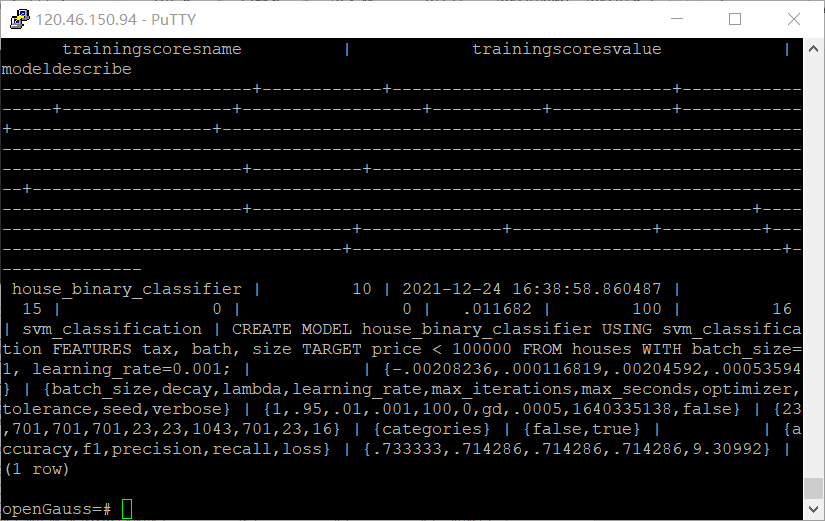 120.46.150.94 - PuTTY
trainingscoresname | trainingscoresvalue |
modeldescribe
---------------------------+-------------+-------------------------------+------
-----+-------------------+--------------------+------------+-------------+------
+----------------------+--------------------------------------------------------
--------------------------------------------------------------------------------
--------------------------+------------+----------------------------------------
--+-----------------------------------------------------------------------------
--------------------------+---------------------------------------------------+----
--------------------------------------+---------------+---------------+----------+---
------------------------------------+-------------------------------------------+-
--------------
house_binary_classifier | 10 | 2021-12-24 16:38:58.860487 |
15 | 0 | 0 | .011682 | 100 | 16
| svm_classification | CREATE MODEL house_binary_classifier USING svm_classifica
tion FEATURES tax, bath, size TARGET price < 100000 FROM houses WITH batch_size=
1, learning_rate=0.001; | | {-.00208236,.000116819,.00204592,.00053594
} | {batch_size,decay,lambda,learning_rate,max_iterations,max_seconds,optimizer,
tolerance,seed,verbose} | {1,.95,.01,.001,100,0,gd,.0005,1640335138,false} | {23
,701,701,701,23,23,1043,701,23,16} | {categories} | {false,true} | | {a
ccuracy,f1,precision,recall,loss} | {.733333,.714286,.714286,.714286,9.30992} |
(1 row)
openGauss=#